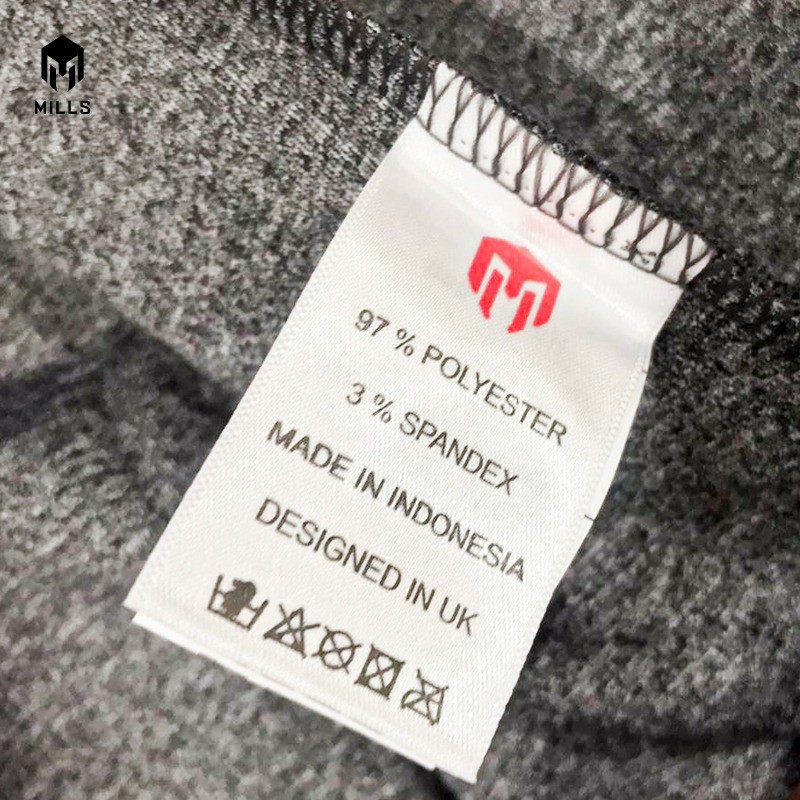 MILLS
97 % POLYESTER
3 % SPANDEX
MADE IN INDONESIA
DESIGNED IN UK